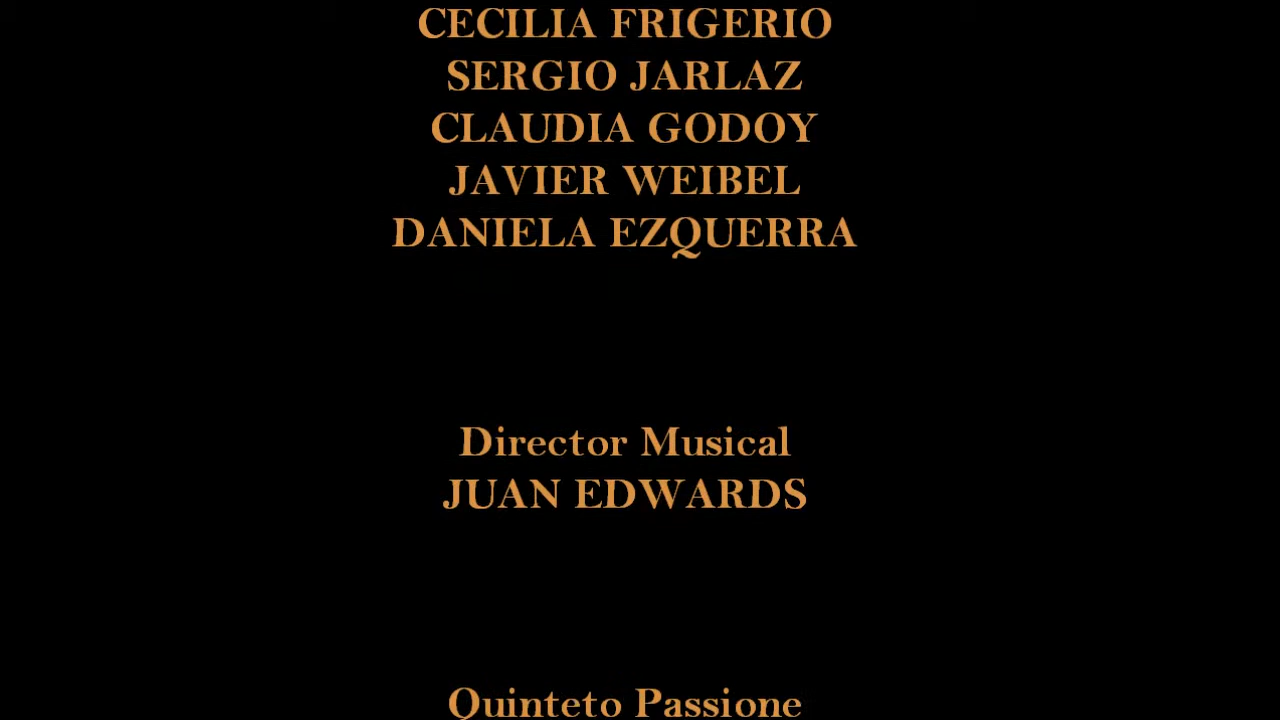 CECILIA FRIGERIO
SERGIO JARLAZ
CLAUDIA GODOY
JAVIER WEIBEL
DANIELA EZQUERRA
Director Musical
JUAN EDWARDS
Quinteto Passione